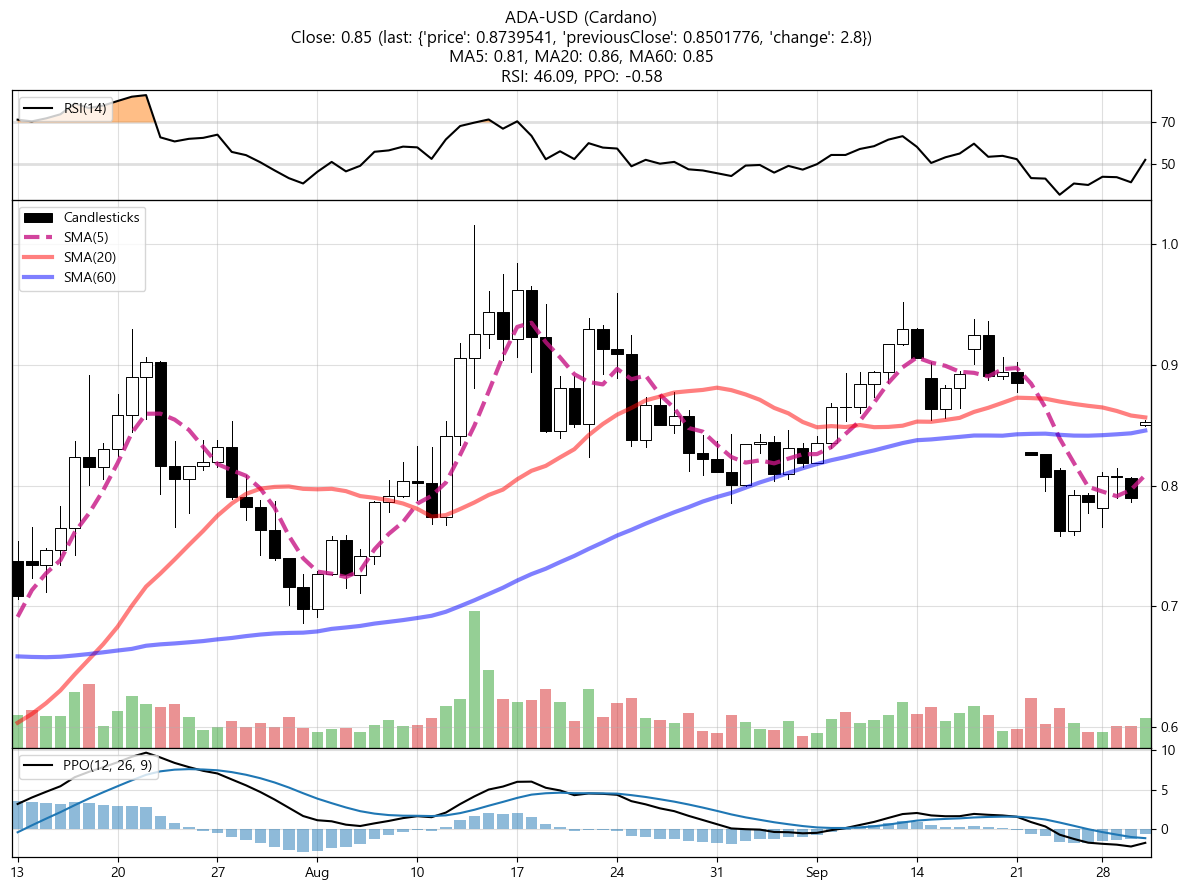 ADA-USD (Cardano)
Close: 0.85 (last: {'price': 0.8739541, 'previousClose': 0.8501776, 'change': 2.8})
MA5: 0.81, MA20: 0.86, MA60: 0.85
RSI: 46.09, PPO: -0.58
RSI(14)
70
50
Candlesticks
SMA(5)
SMA(20)
SMA(60)
1.0
0.9
0.8
0.7
0.6
PPO(12, 26, 9)
10
5
0
13 20 27 Aug 10 17 24 31 Sep 14 21 28